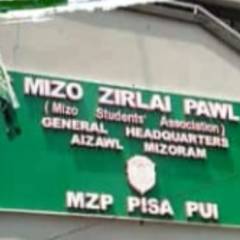 MIZO ZIRLAI PAWL
(Mizo Students' Association)
GENERAL HEADQUARTERS
AIZAWL MIZORAM
MZP PISA PUI